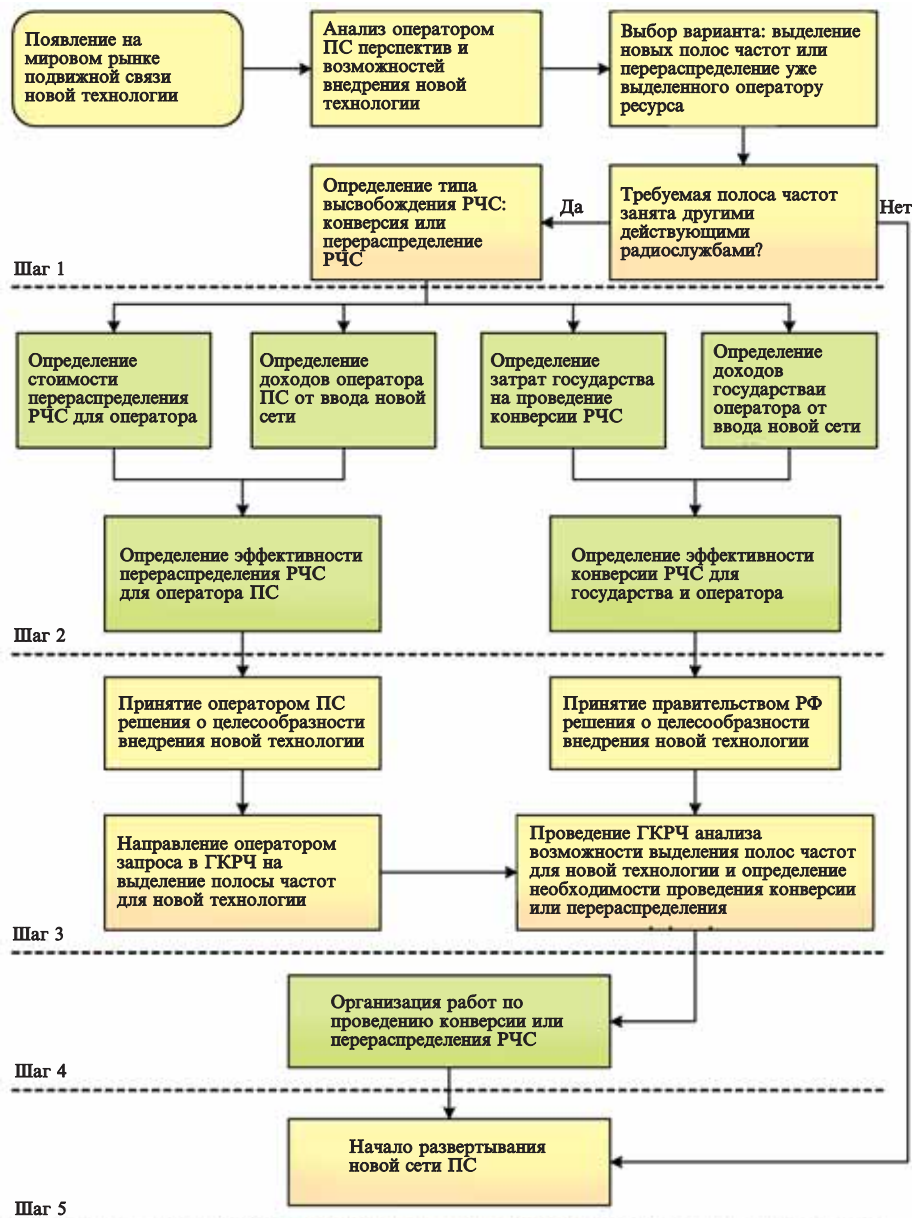 Появление на
мировом рынке
подвижной связи
новой технологии
Анализ оператором
ПС перспектив и
возможностей
внедрения новой
технологии
Выбор варианта: выделение
новых полос частот или
перераспределение уже
выделенного оператору
ресурса
Требуемая полоса частот
занята другими
действующими
радиослужбами?
Да
Нет
Определение типа
высвобождения РЧС:
конверсия или
перераспределение
РЧС
Шаг 1
Определение
стоимости
перераспределения
РЧС для оператора
Определение
доходов оператора
ПС от ввода новой
сети
Определение
затрат государства
на проведение
конверсии РЧС
Определение
доходов
государстваи
оператора от
ввода новой сети
Определение эффективности
перераспределения РЧС
для оператора ПС
Определение эффективности
конверсии РЧС для
государства и оператора
Шаг 2
Принятие оператором ПС
решения о целесообразности
внедрения новой технологии
Принятие правительством РФ
решения о целесообразности
внедрения новой технологии
Направление оператором
запроса в ГКРЧ на
выделение полосы частот
для новой технологии
Проведение ГКРЧ анализа
возможности выделения полос частот
для новой технологии и определение
необходимости проведения конверсии
или перераспределения
Шаг 3
Организация работ по
проведению конверсии или
перераспределения РЧС
Шаг 4
Начало развертывания
новой сети ПС
Шаг 5